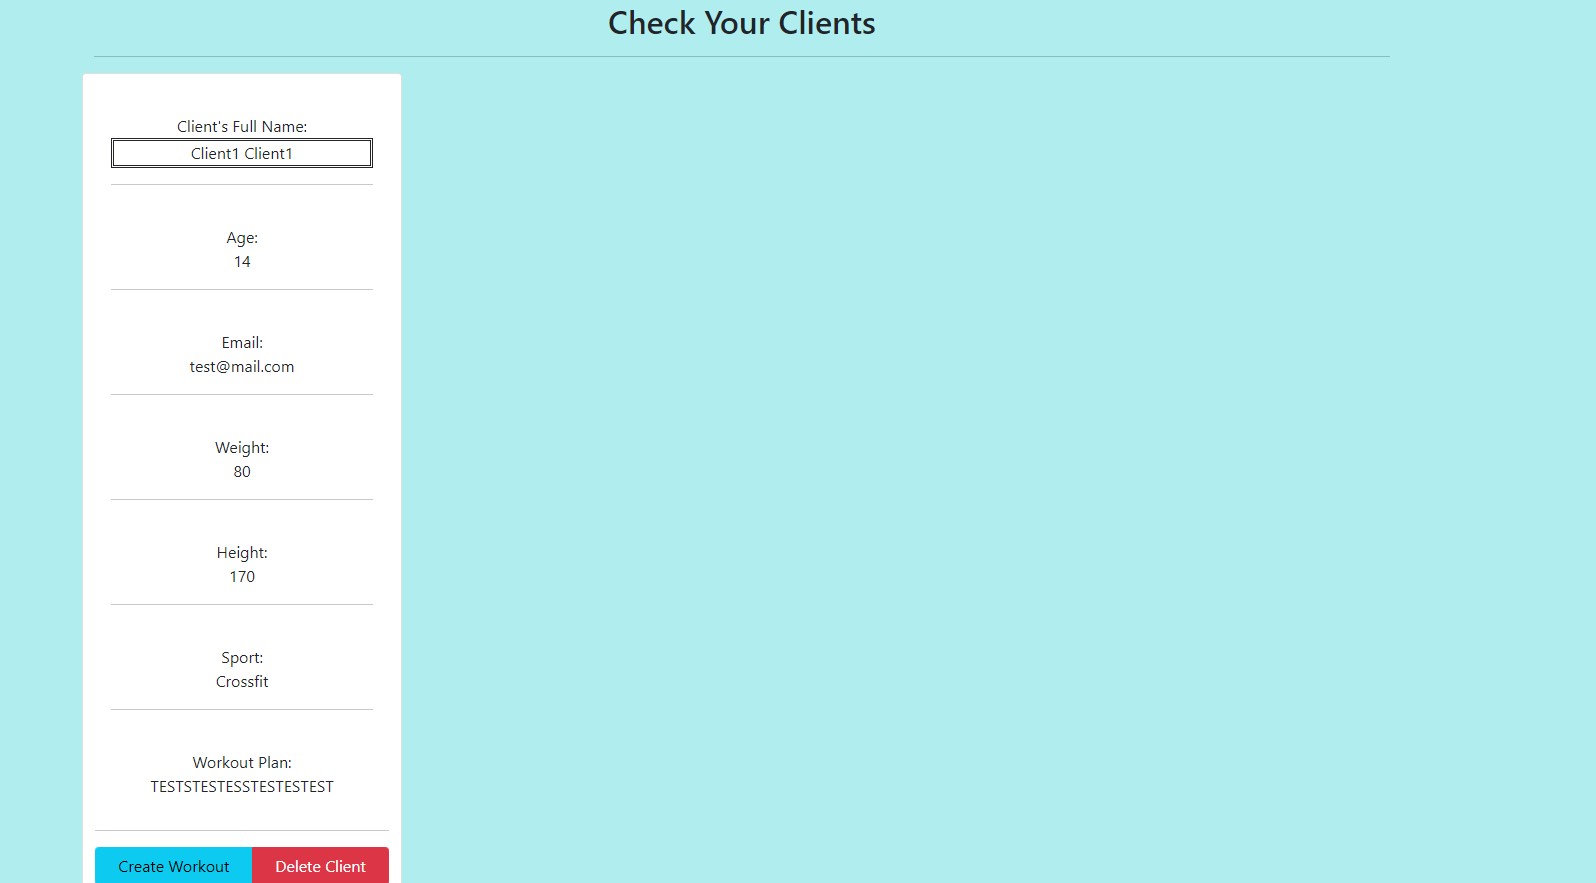 Check Your Clients
Client's Full Name:
Client1 Client1
Age:
14
Email:
test@mail.com
Weight:
80
Height:
170
Sport:
Crossfit
Workout Plan:
TESTSTESTESSTESTESTEST
Create Workout Delete Client